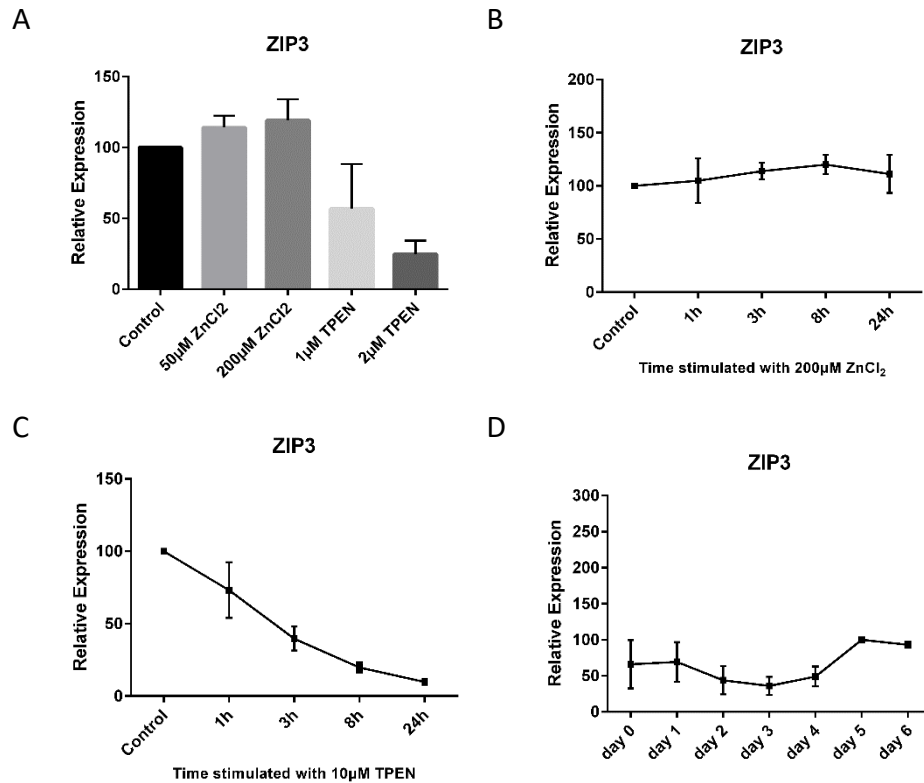 A
ZIP3
Relative Expression
150
100
50
0
Control
50µM ZnCl2
200µM ZnCl2
1µM TPEN
2µM TPEN
B
ZIP3
Relative Expression
200
150
100
50
0
Control
1h
3h
8h
24h
Time stimulated with 200µM ZnCl₂
C
ZIP3
Relative Expression
150
100
50
0
Control
1h
3h
8h
24h
Time stimulated with 10µM TPEN
D
ZIP3
Relative Expression
300
250
200
150
100
50
0
day 0
day 1
day 2
day 3
day 4
day 5
day 6